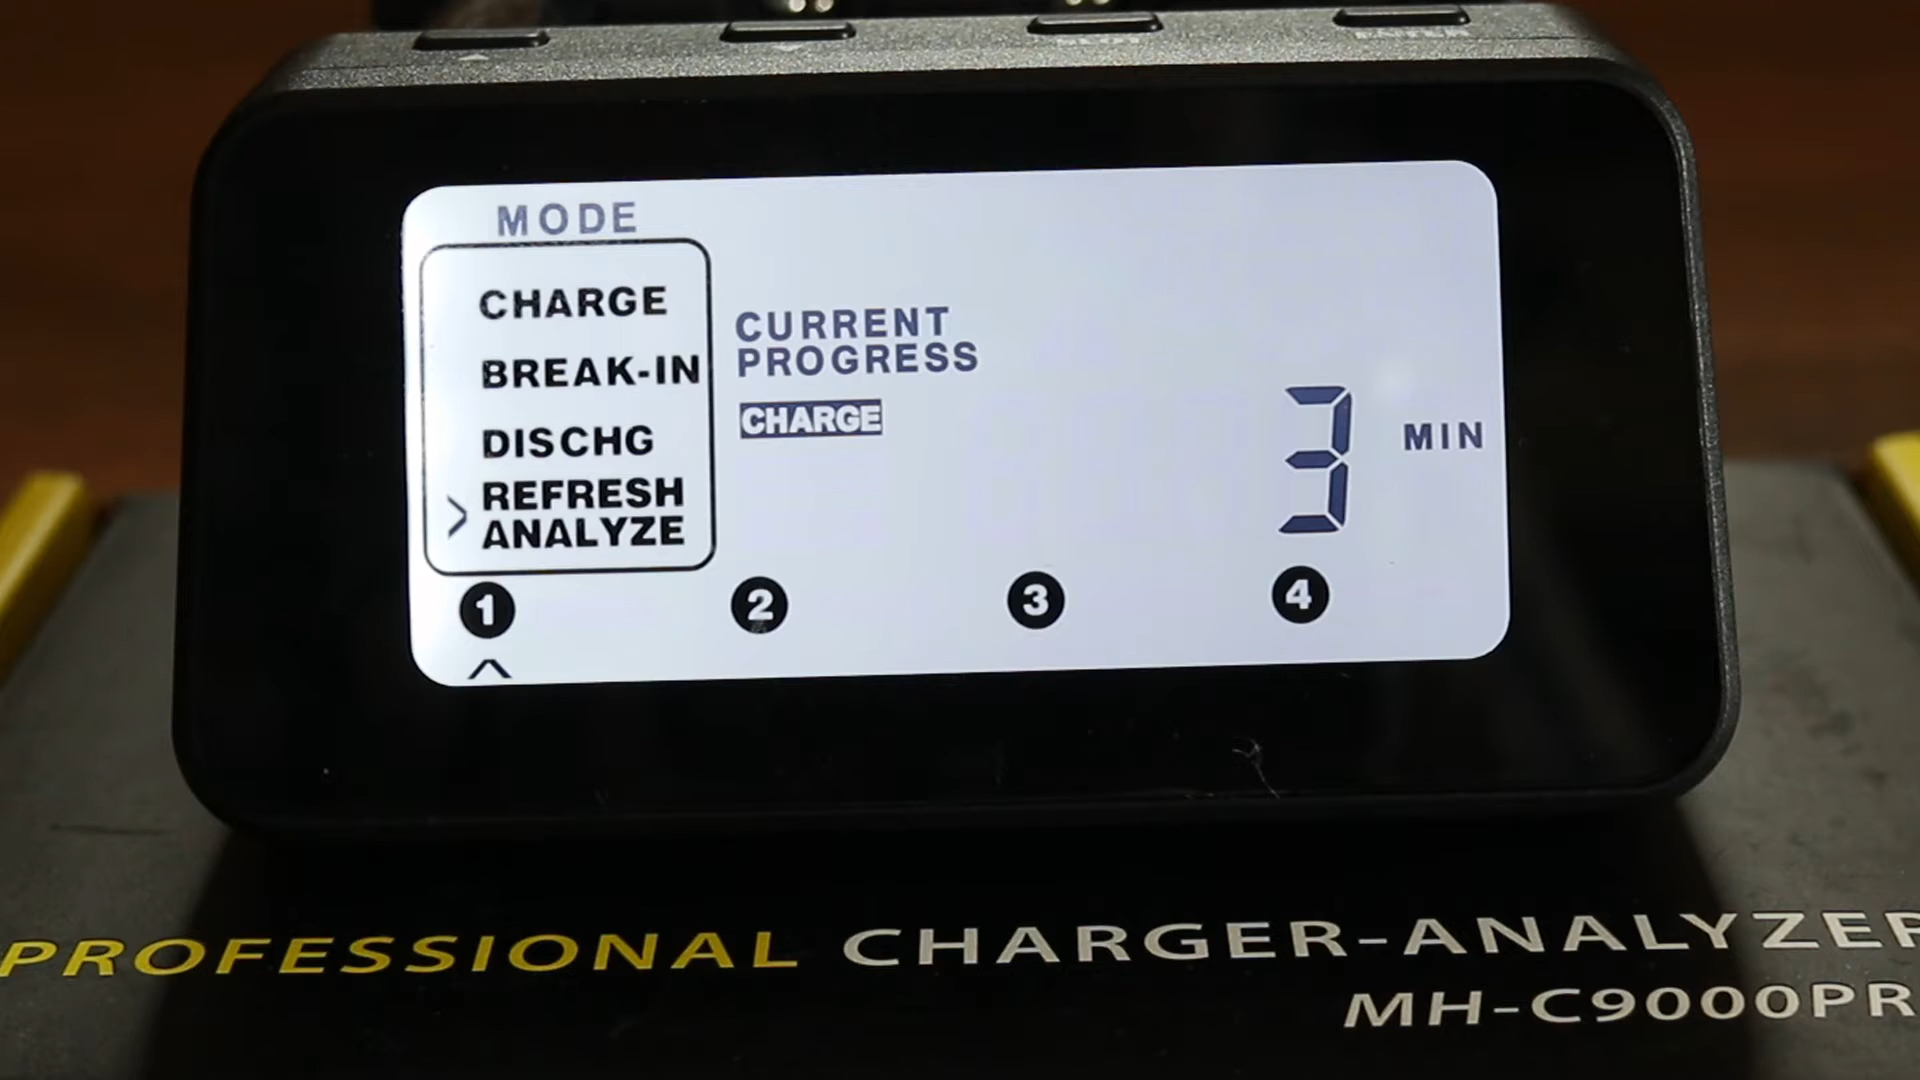 MODE
CHARGE
BREAK-IN
DISCHG
> REFRESH
ANALYZE
CURRENT
PROGRESS
CHARGE
3 MIN
1 2 3 4
^
PROFESSIONAL CHARGER-ANALYZER
MH-C9000PR